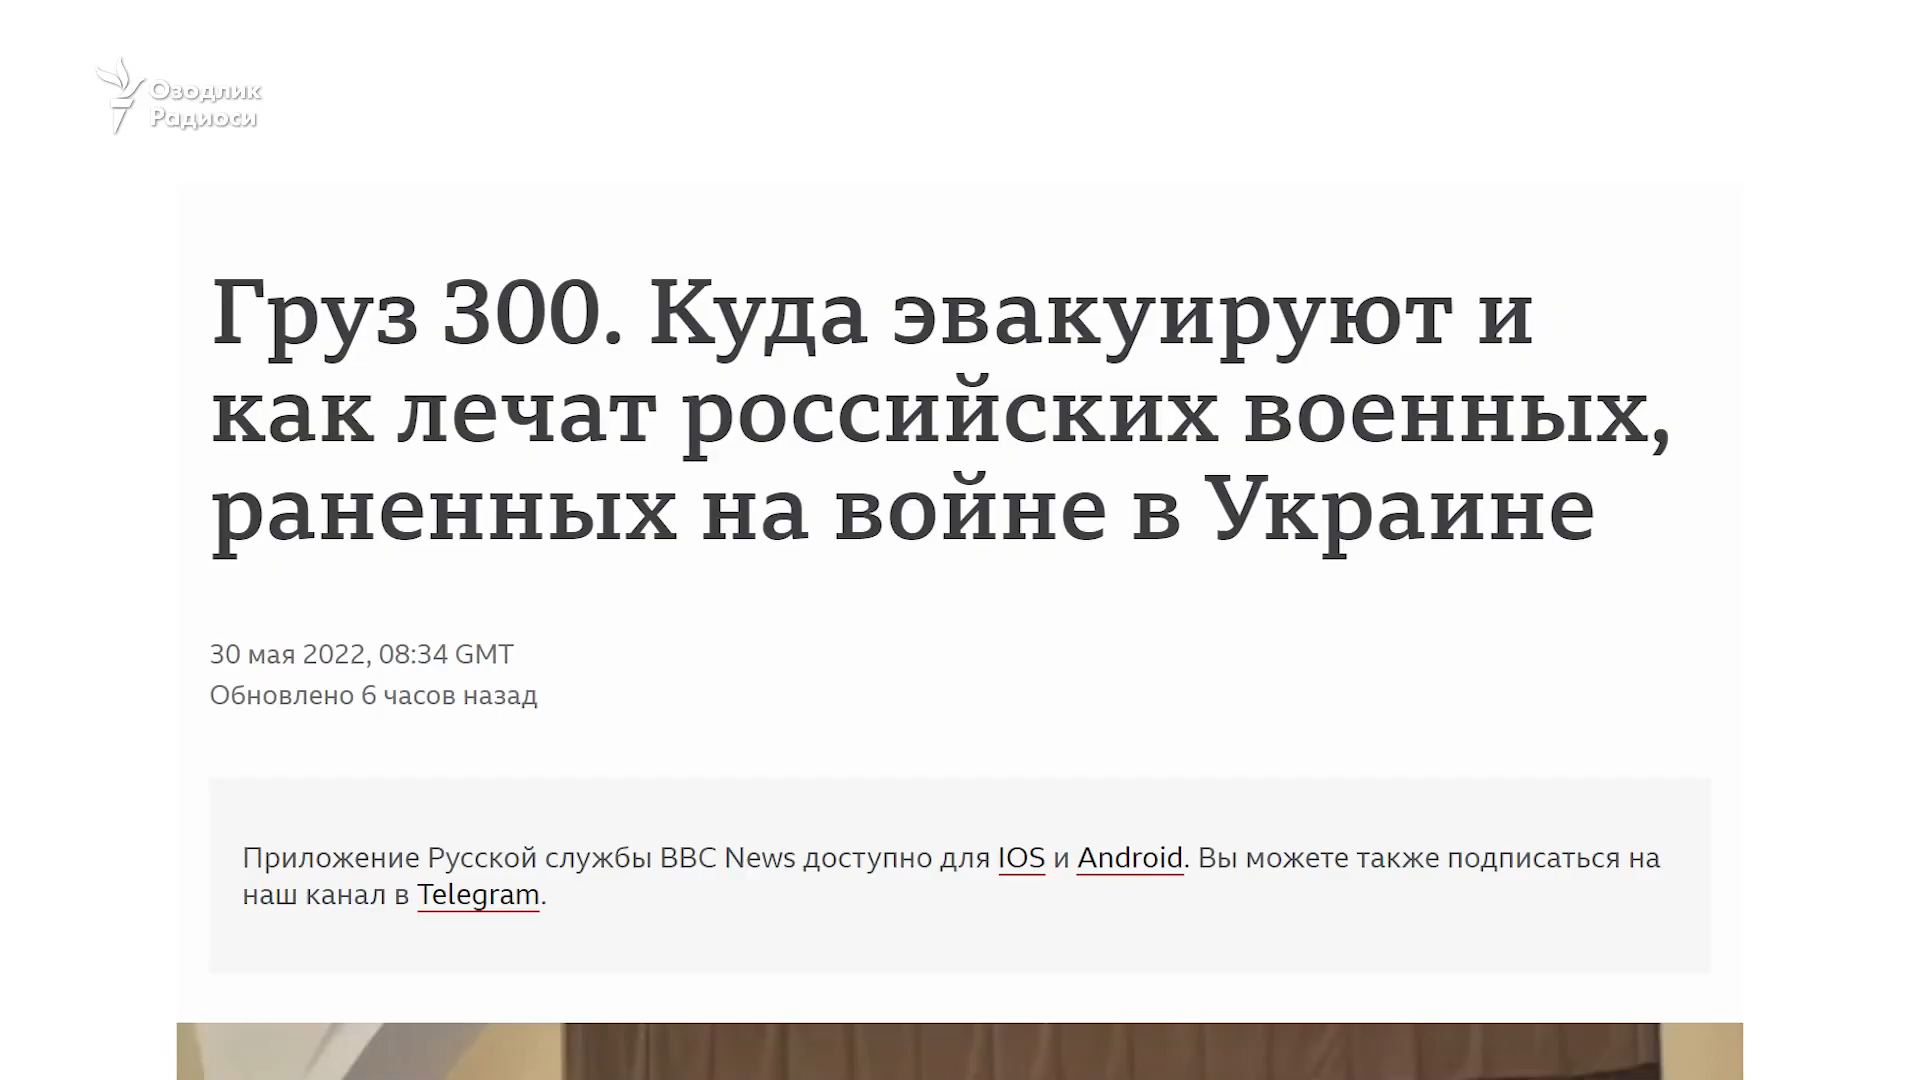 Озодлик
Радиоси
Груз 300. Куда эвакуируют и
как лечат российских военных,
раненных на войне в Украине
30 мая 2022, 08:34 GMT
Обновлено 6 часов назад
Приложение Русской службы BBC News доступно для IOS и Android. Вы можете также подписаться на
наш канал в Telegram.